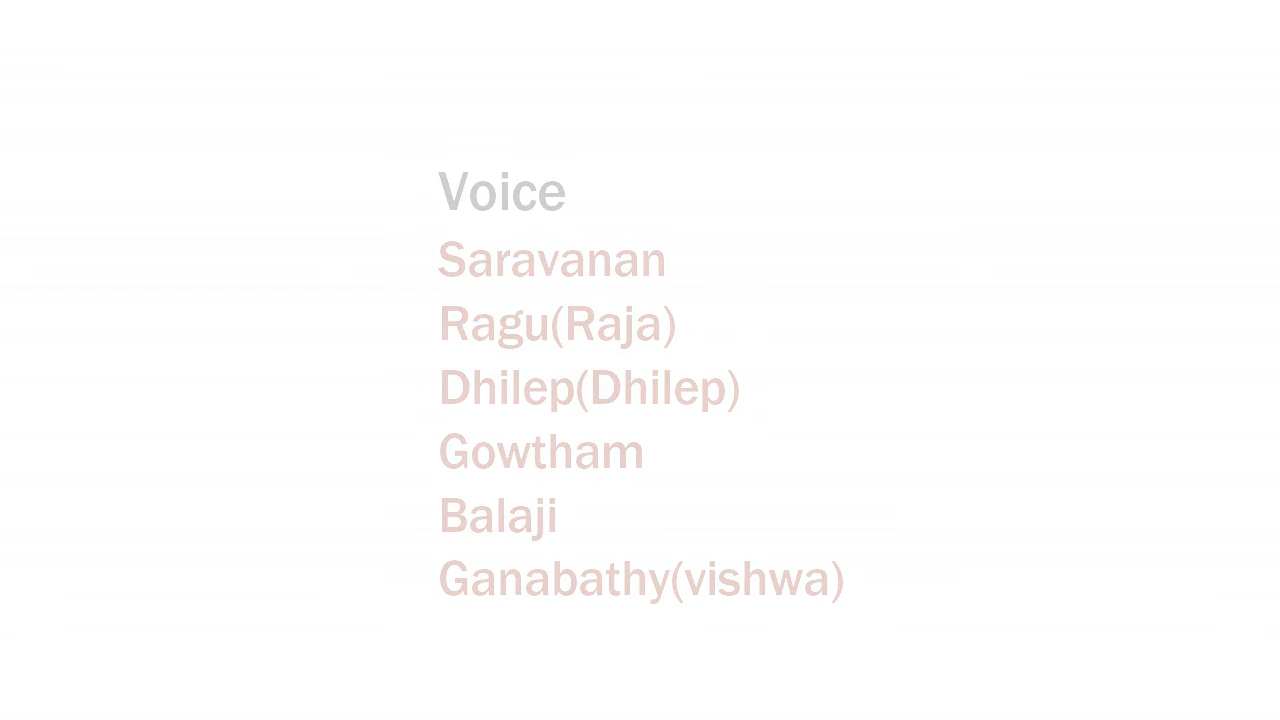 Voice
Saravanan
Ragu(Raja)
Dhilep(Dhilep)
Gowtham
Balaji
Ganabathy(vishwa)